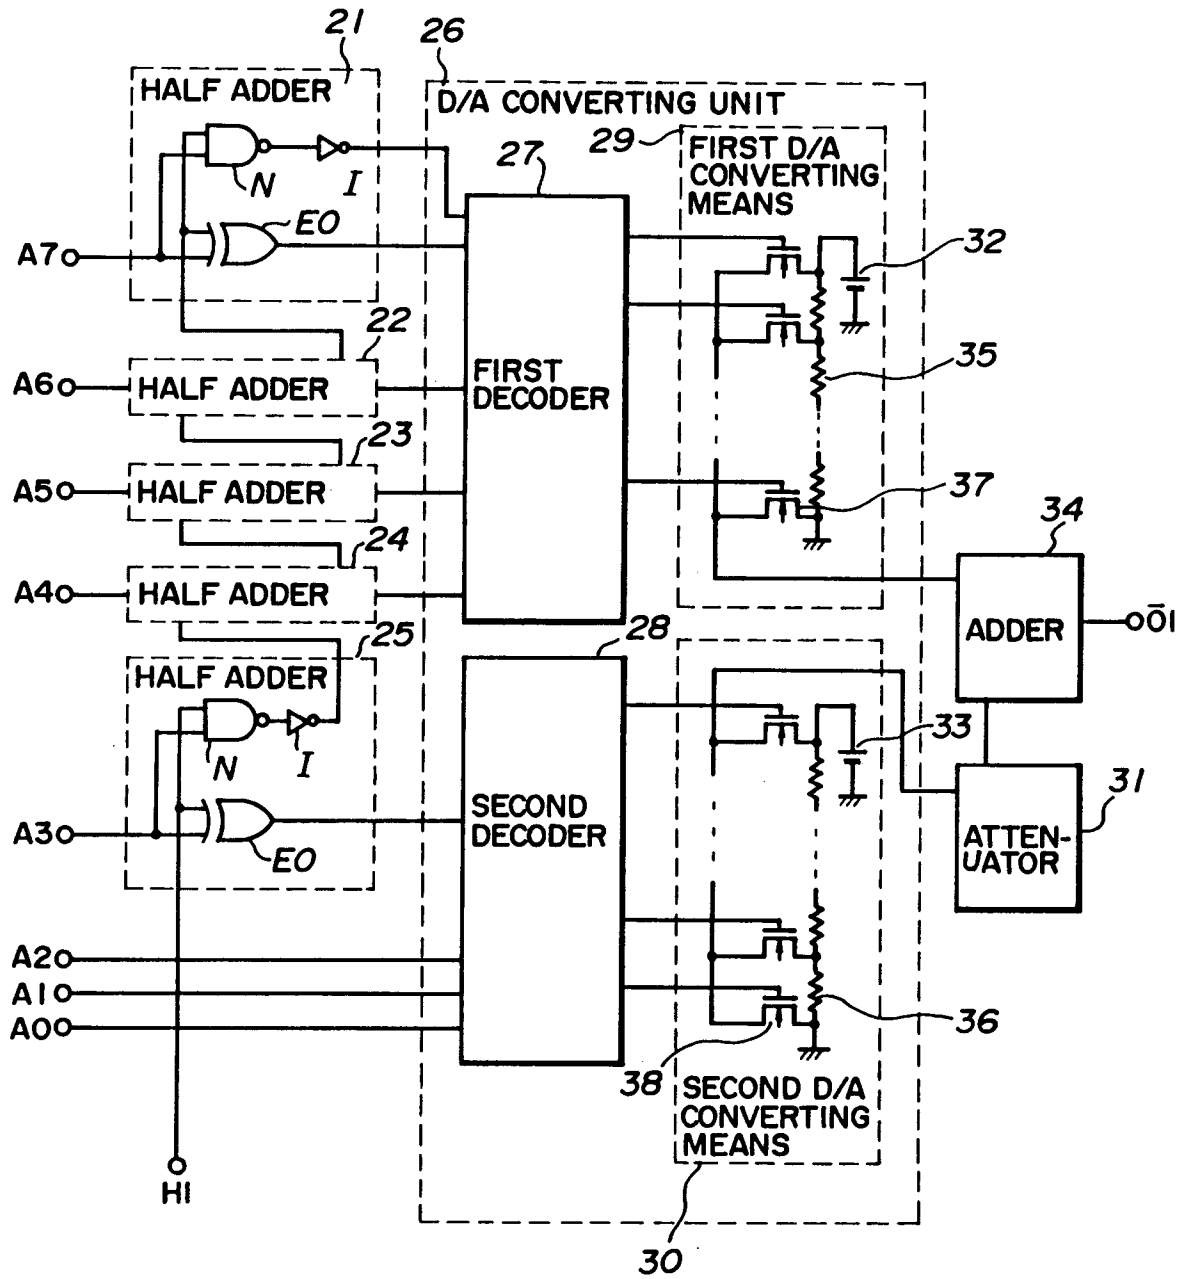 21
26
HALF ADDER
D/A CONVERTING UNIT
29
FIRST D/A
CONVERTING
MEANS
27
N
I
EO
A7
32
22
A6
HALF ADDER
FIRST
DECODER
35
23
A5
HALF ADDER
37
24
34
A4
HALF ADDER
ADDER
Ō1
25
28
HALF ADDER
N
I
33
31
SECOND
DECODER
ATTEN-
UATOR
A3
EO
A2
A1
A0
36
38
SECOND D/A
CONVERTING
MEANS
H1
30